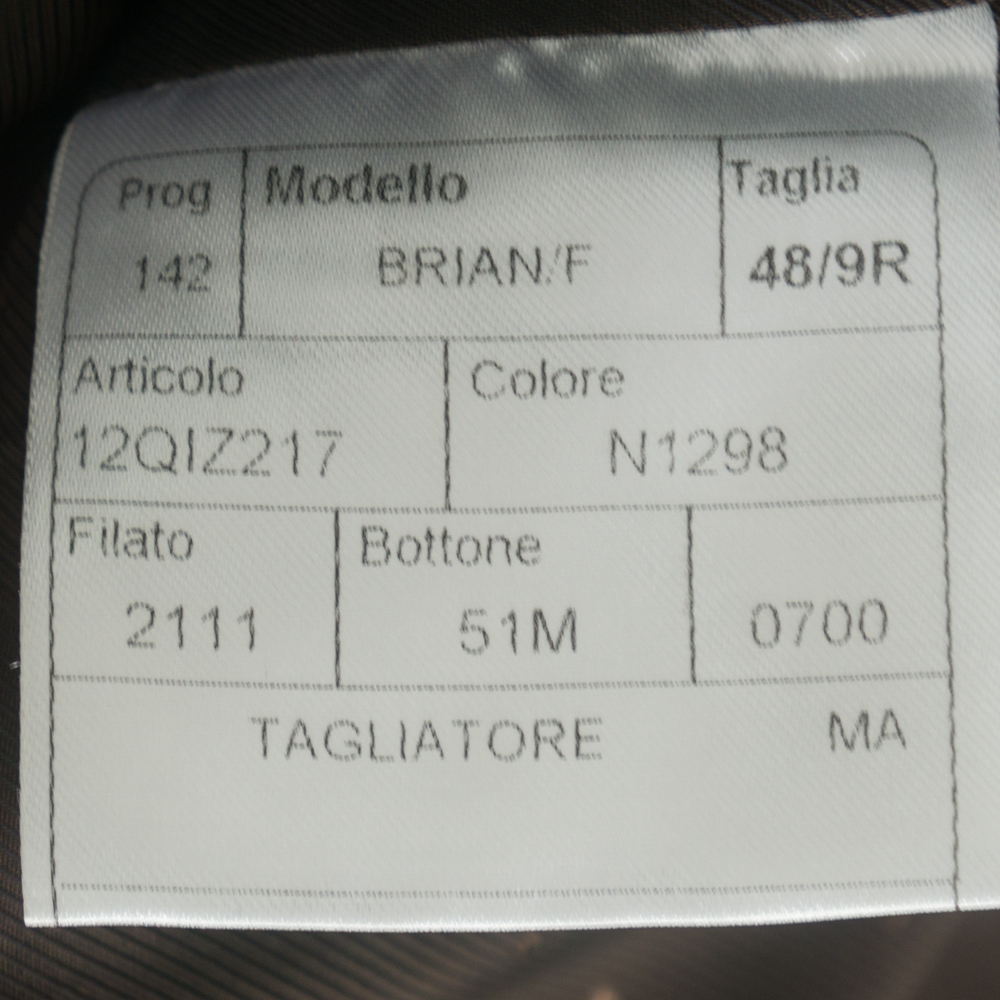 Prog Modello Taglia
142 BRIAN/F 48/9R
Articolo Colore
12QIZ217 N1298
Filato Bottone
2111 51M 0700
TAGLIATORE MA